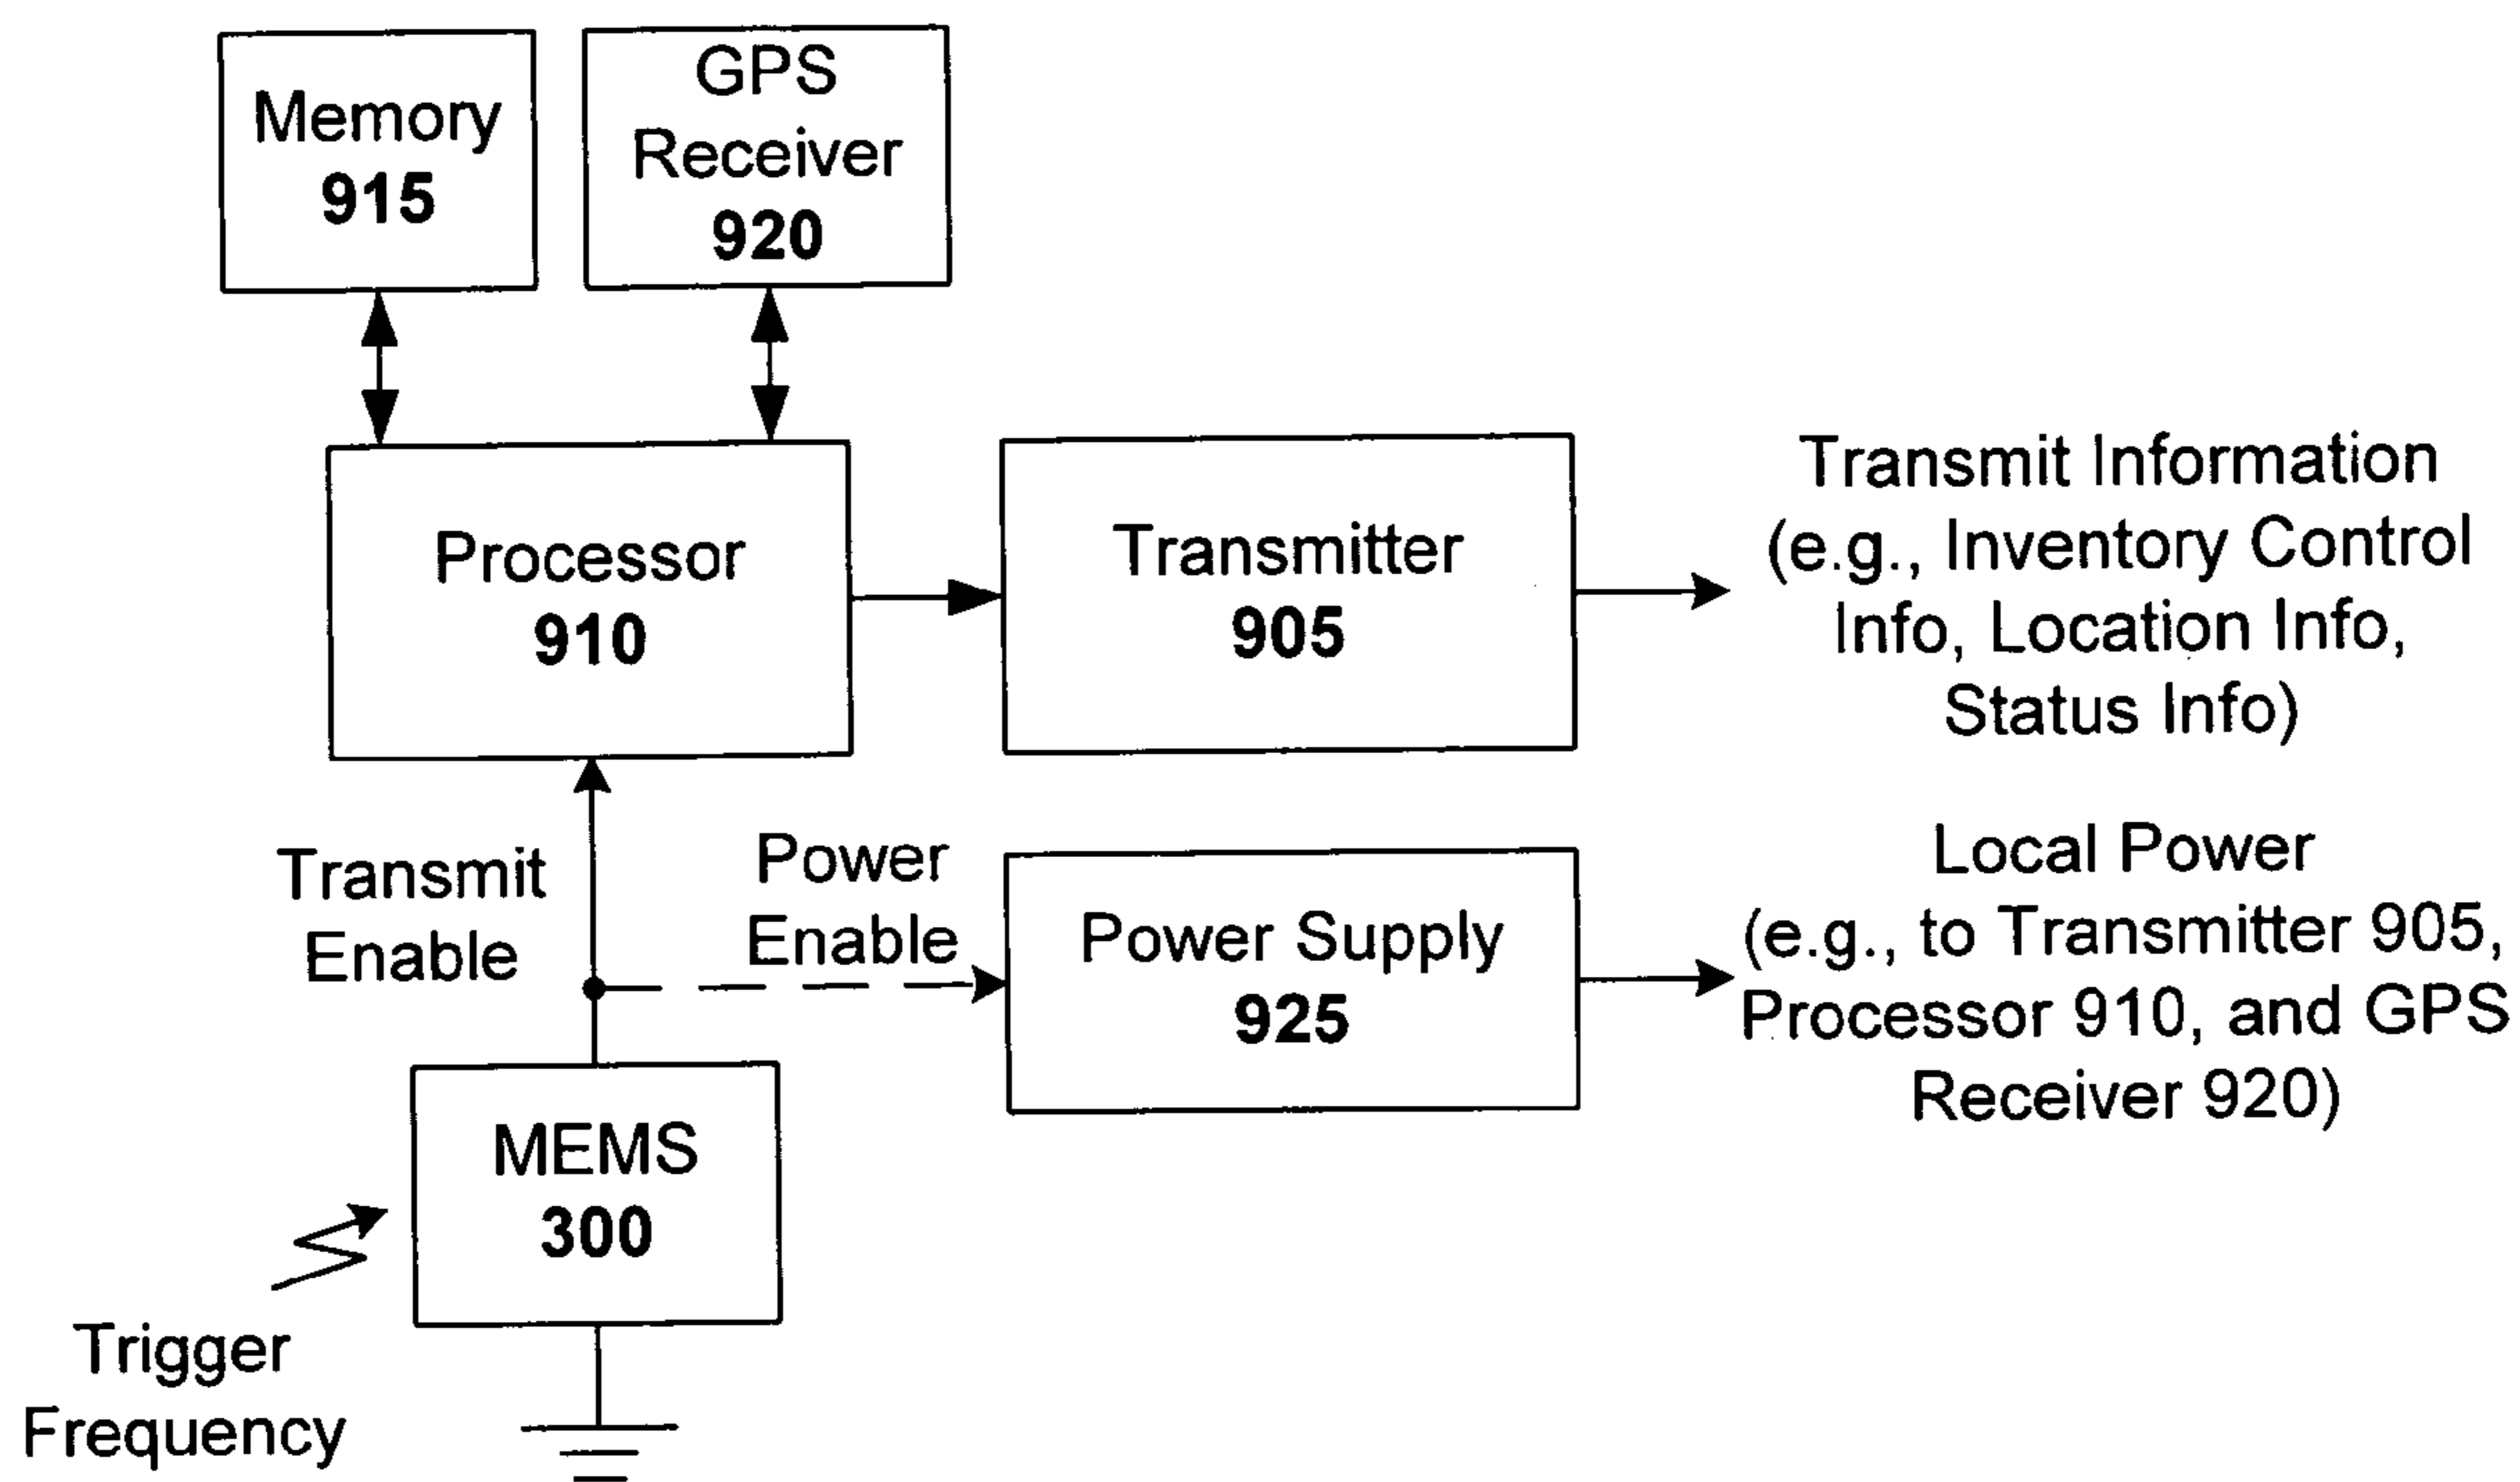 Memory
915
GPS
Receiver
920
Processor
910
Transmitter
905
Transmit Information
(e.g., Inventory Control
Info, Location Info,
Status Info)
Transmit
Enable
Power
Enable
Power Supply
925
Local Power
(e.g., to Transmitter 905,
Processor 910, and GPS
Receiver 920)
MEMS
300
Trigger
Frequency